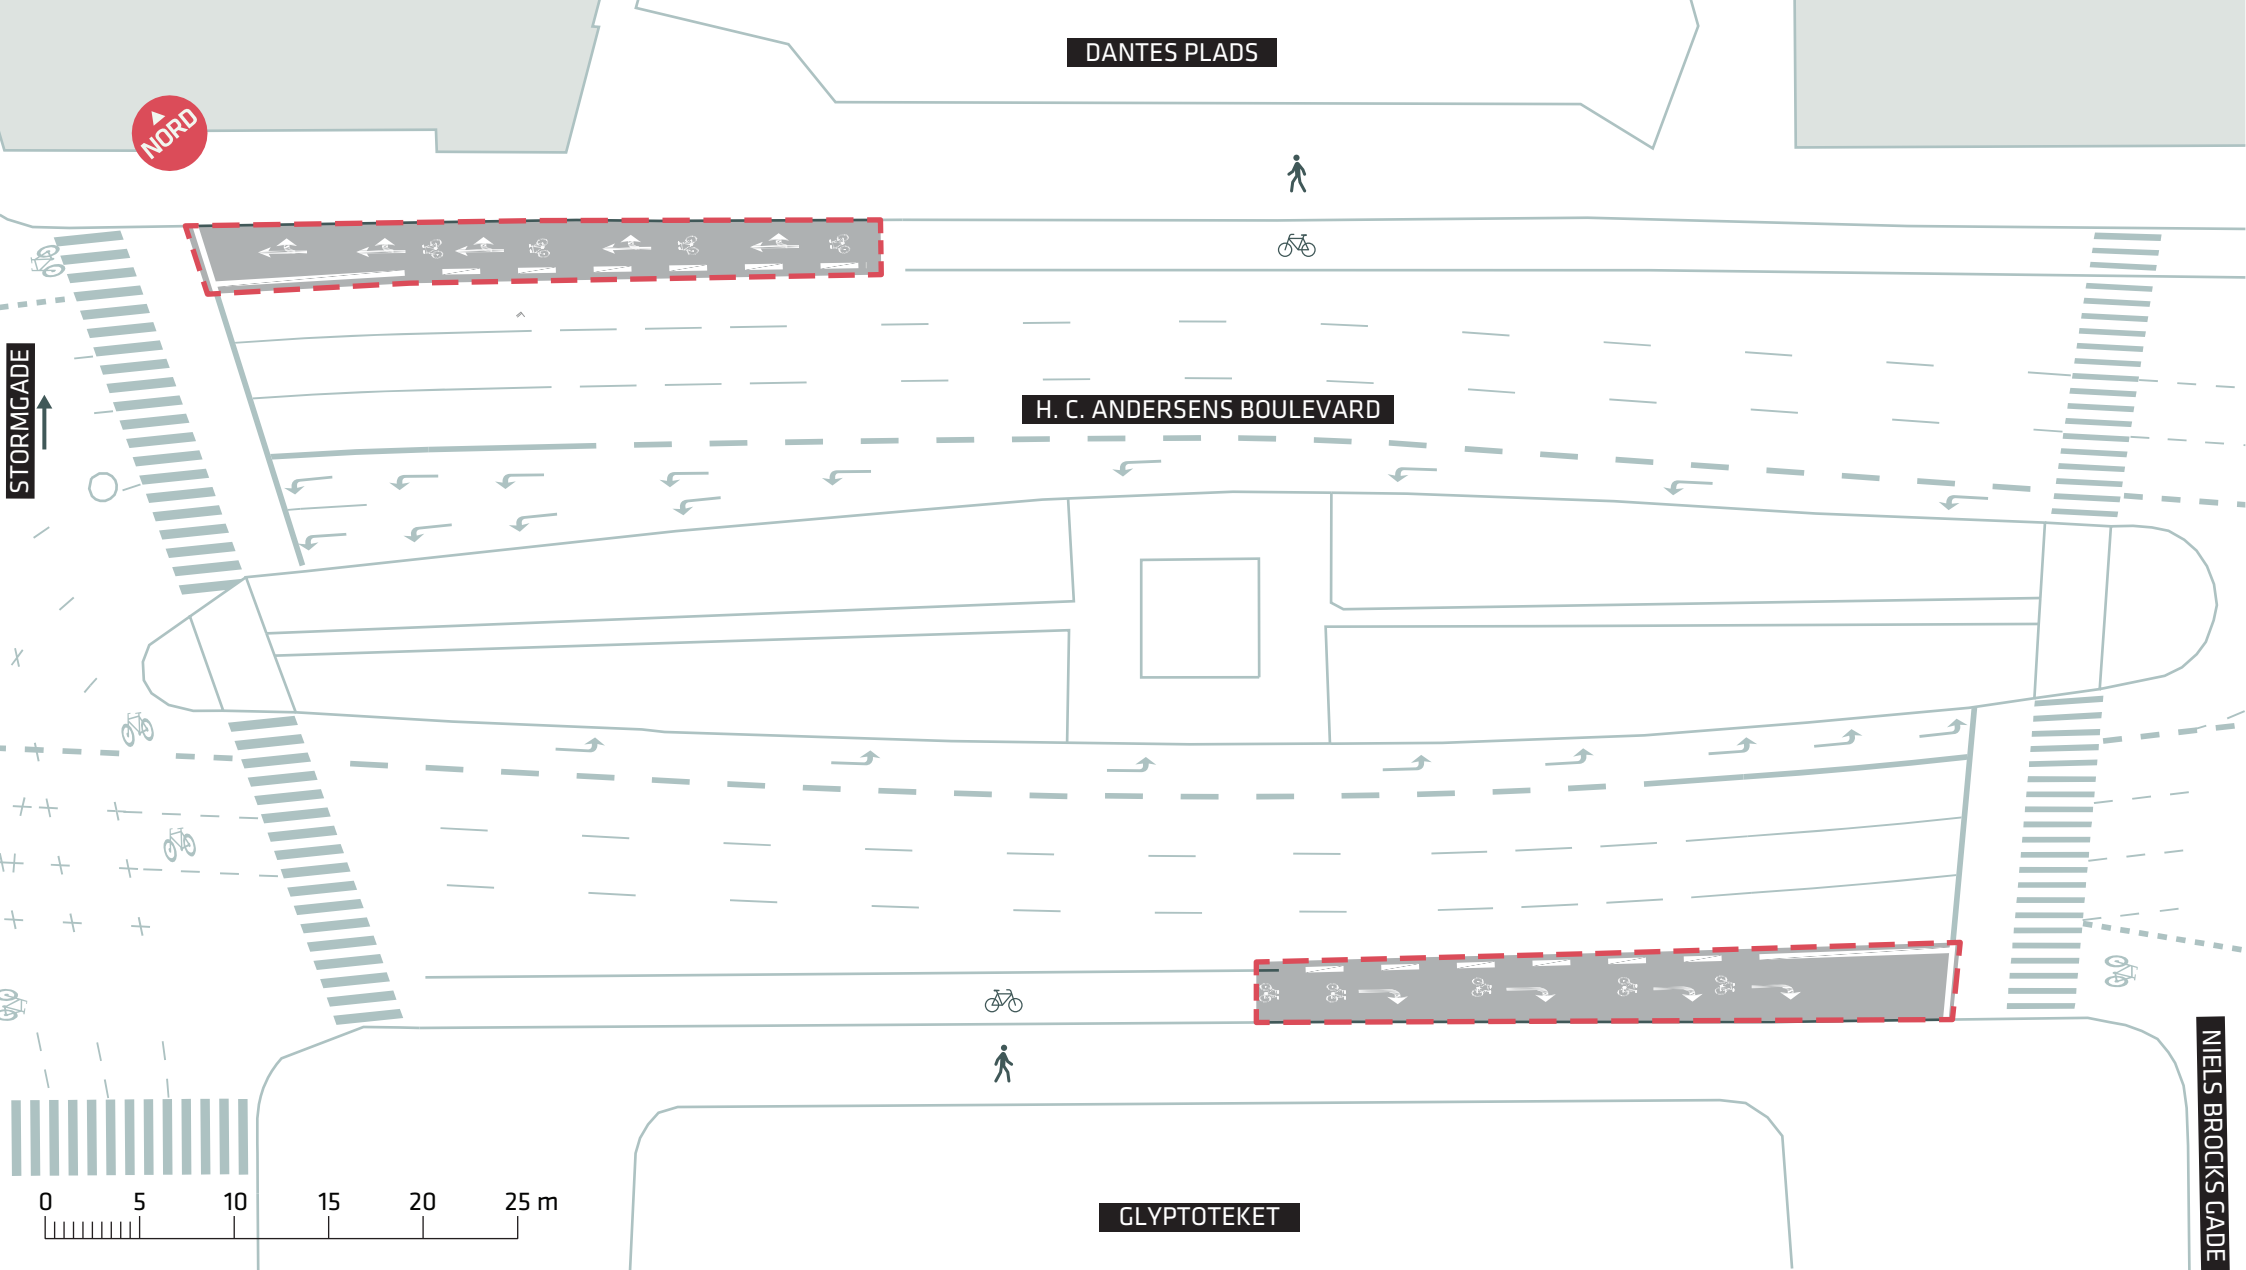 DANTES PLADS
NORD
STORMGADE
H. C. ANDERSENS BOULEVARD
NIELS BROCKS GADE
0 5 10 15 20 25 m
GLYPTOTEKET